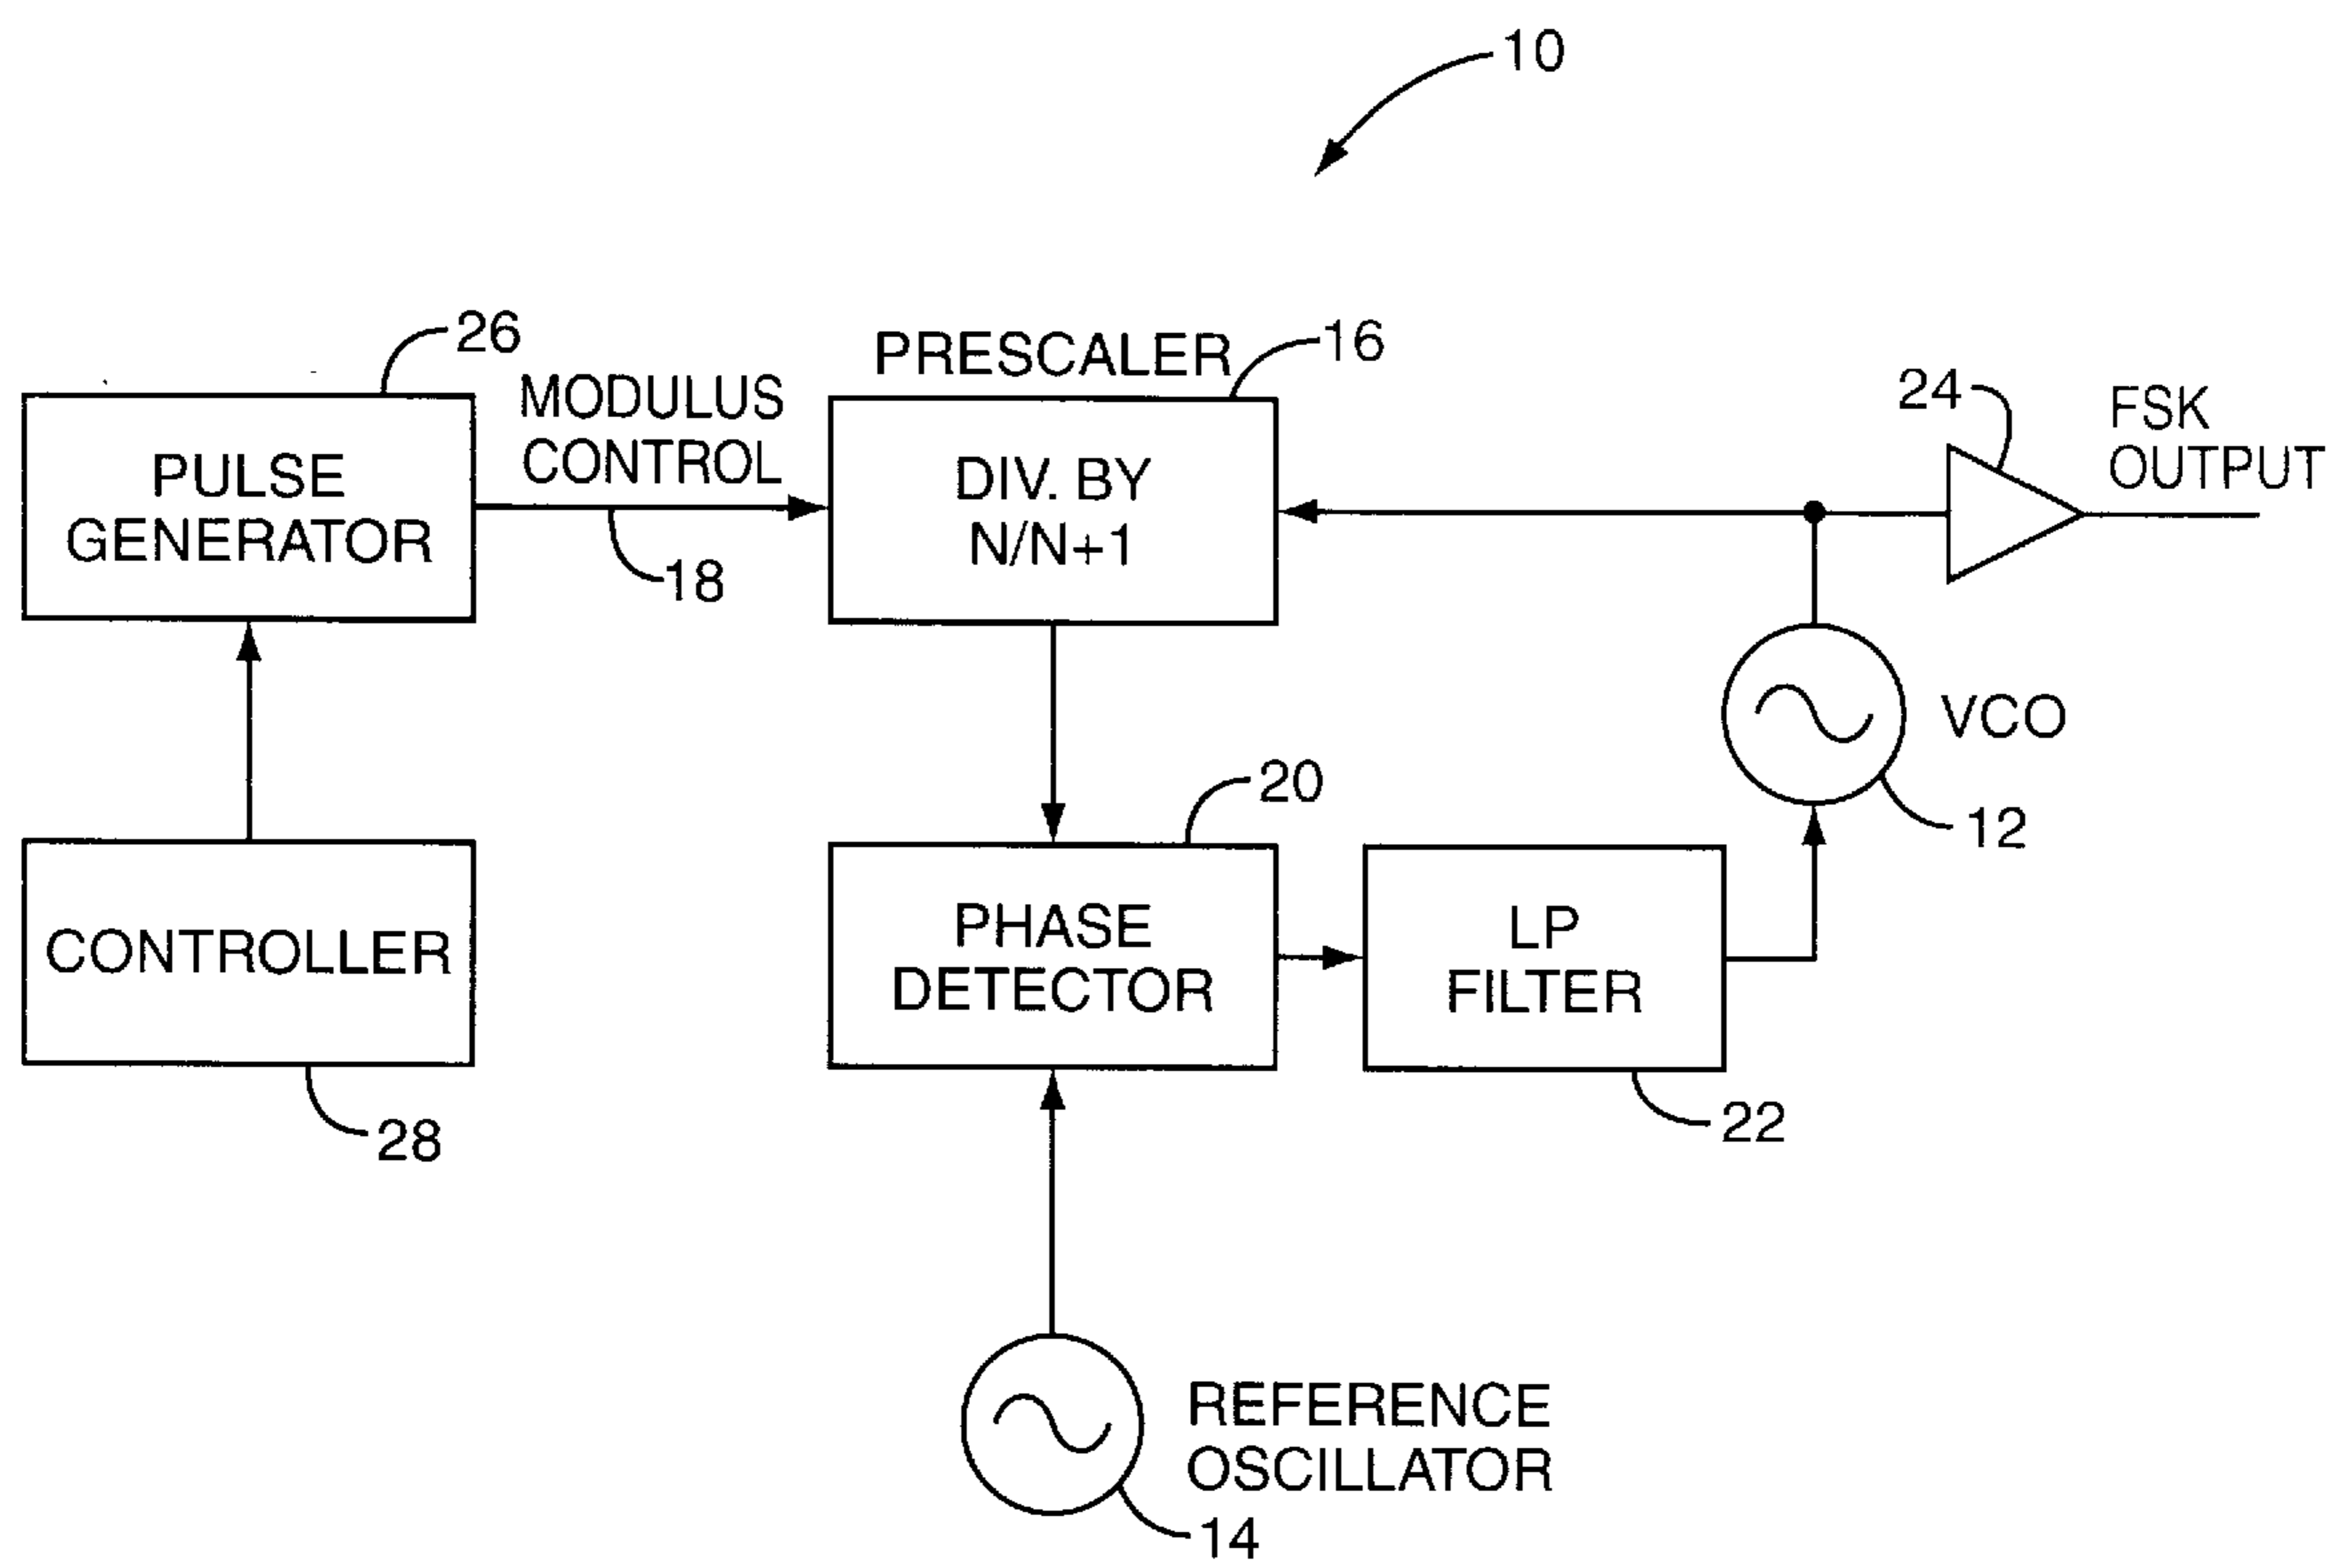 10
26
MODULUS
CONTROL
PRESCALER
16
24
FSK
OUTPUT
PULSE
GENERATOR
18
DIV. BY
N/N+1
VCO
12
20
CONTROLLER
28
PHASE
DETECTOR
LP
FILTER
22
REFERENCE
OSCILLATOR
14